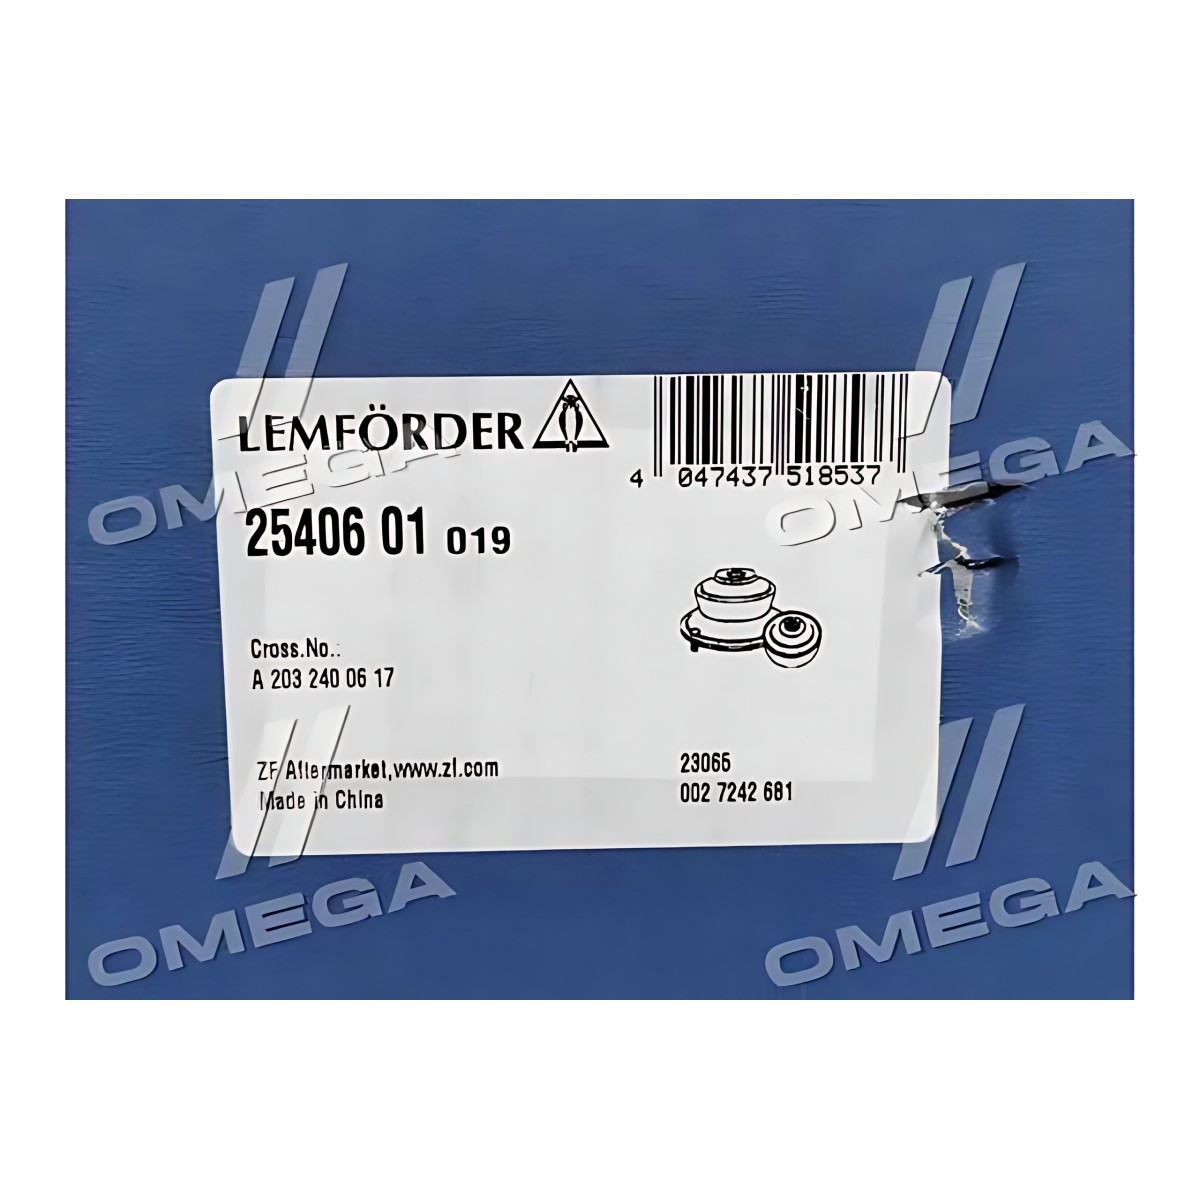 LEMFÖRDER
4 047437 518537
25406 01 019
Cross.No.:
A 203 240 06 17
ZF Aftermarket,www.zf.com
Made in China
23065
002 7242 681
OMEGA
OMEGA
OMEGA
OMEGA